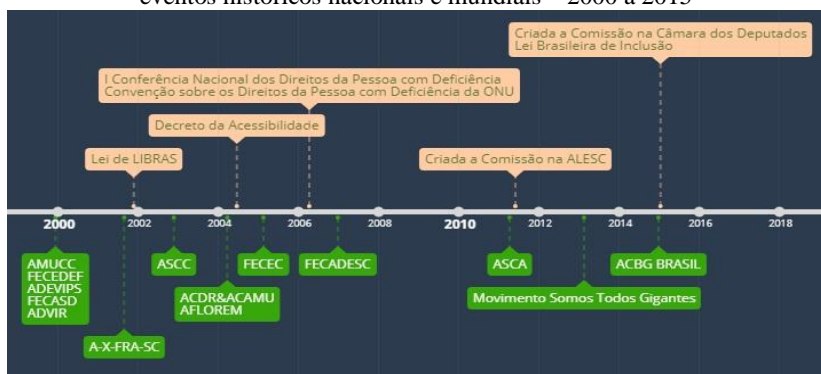 eventos históricos nacionais e mundiais – 2000 a 2015
Criada a Comissão na Câmara dos Deputados
Lei Brasileira de Inclusão
I Conferência Nacional dos Direitos da Pessoa com Deficiência
Convenção sobre os Direitos da Pessoa com Deficiência da ONU
Decreto da Acessibilidade
Lei de LIBRAS
Criada a Comissão na ALESC
2000 2002 2004 2006 2008 2010 2012 2014 2016 2018
AMUCC
FECEDEF
ADEVIPS
FECASD
ADVIR
ASCC
FECEC
FECADESC
ASCA
ACBG BRASIL
ACDR&ACAMU
AFLOREM
Movimento Somos Todos Gigantes
A-X-FRA-SC